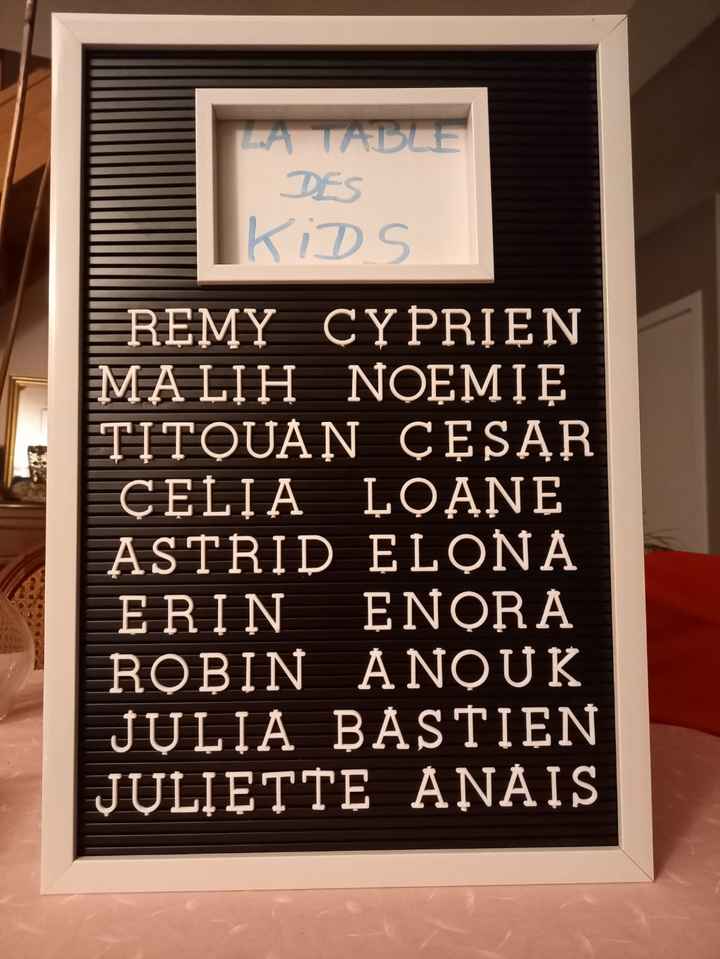 LA TABLE
DES
KiDS
REMY CYPRIEN
MALIH NOEMIE
TITOUAN CESAR
CELIA LOANE
ASTRID ELONA
ERIN ENORA
ROBIN ANOUK
JULIA BASTIEN
JULIETTE ANAIS